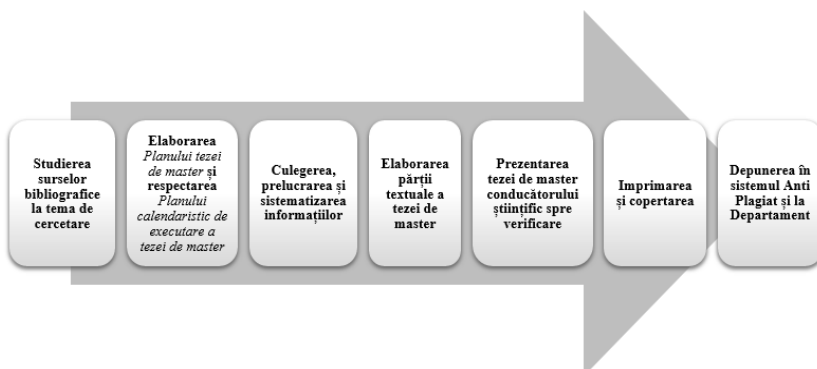 Studierea
surselor
bibliografice
la tema de
cercetare
Elaborarea
Planului tezei
de master și
respectarea
Planului
calendaristic de
executare a
tezei de master
Culegerea,
prelucrarea și
sistematizarea
informațiilor
Elaborarea
părții
textuale a
tezei de
master
Prezentarea
tezei de master
conducătorului
științific spre
verificare
Imprimarea
și copertarea
Depunerea în
sistemul Anti
Plagiat și la
Departament